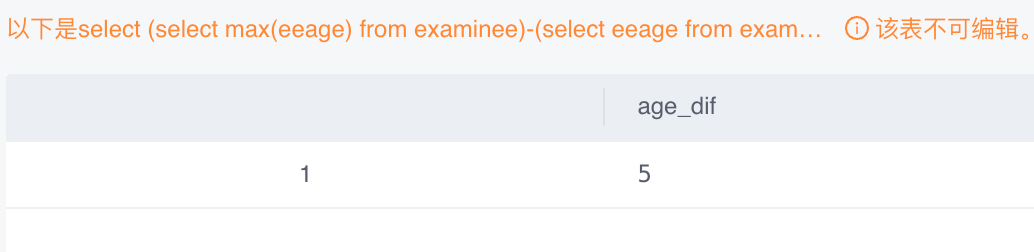 以下是select (select max(eeage) from examinee)-(select eeage from exam… 该表不可编辑。
age_dif
1 5